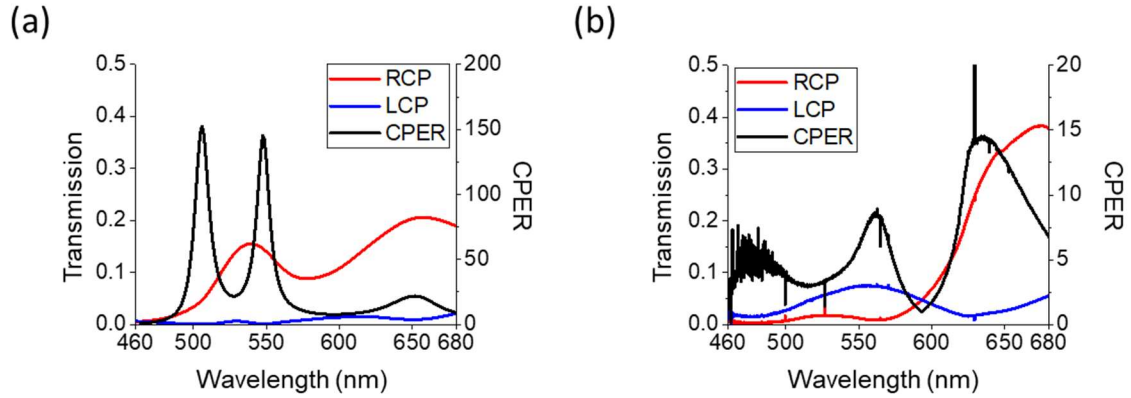 (a)
0.5
0.4
0.3
0.2
0.1
0.0
Transmission
200
150
100
50
0
CPER
RCP
LCP
CPER
460 500 550 600 650 680
Wavelength (nm)
(b)
0.5
0.4
0.3
0.2
0.1
0.0
Transmission
20
15
10
5
0
CPER
RCP
LCP
CPER
460 500 550 600 650 680
Wavelength (nm)